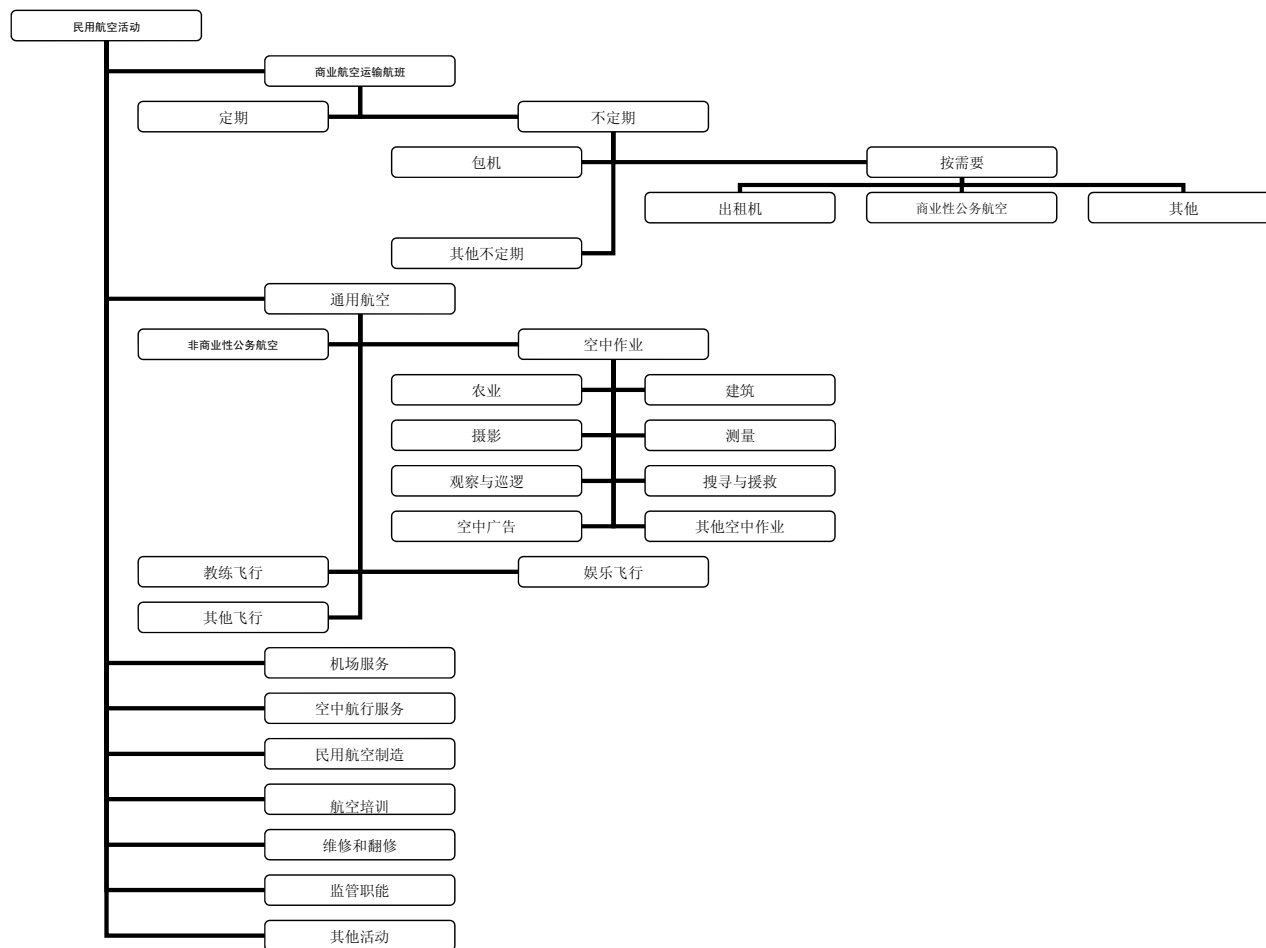 民用航空活动
商业航空运输航班
定期
不定期
包机
按需要
出租机
商业性公务航空
其他
其他不定期
通用航空
非商业性公务航空
空中作业
农业
建筑
摄影
测量
观察与巡逻
搜寻与援救
空中广告
其他空中作业
教练飞行
娱乐飞行
其他飞行
机场服务
空中航行服务
民用航空制造
航空培训
维修和翻修
监管职能
其他活动